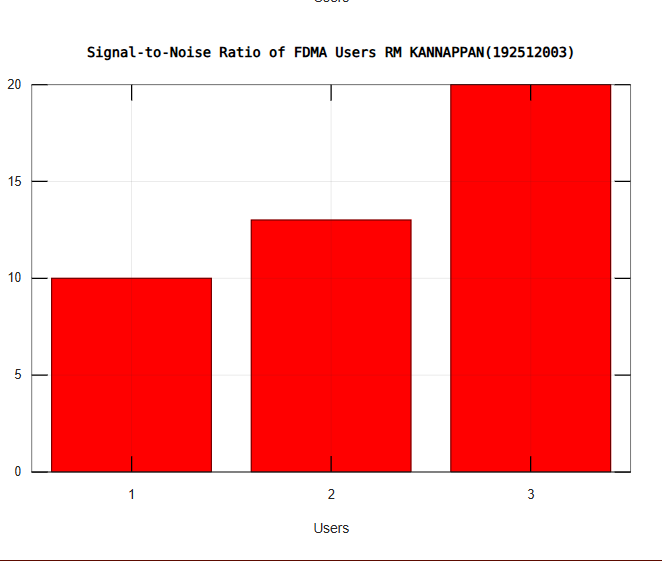 Signal-to-Noise Ratio of FDMA Users RM KANNAPPAN(192512003)
20
15
10
5
0
1 2 3
Users